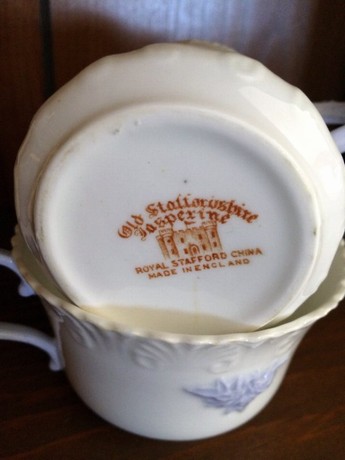 Old Staffordshire
Jasperine
ROYAL STAFFORD CHINA
MADE IN ENGLAND